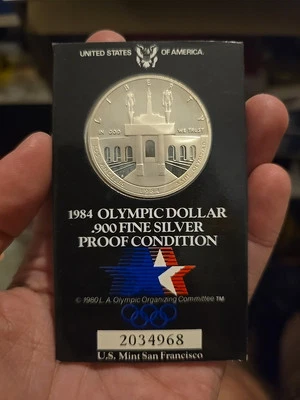 UNITED STATES OF AMERICA.
LIBERTY
IN GOD WE TRUST
1984 OLYMPIC DOLLAR
.900 FINE SILVER
PROOF CONDITION
© 1980 L.A. Olympic Organizing Committee ™
2034968
U.S. Mint San Francisco